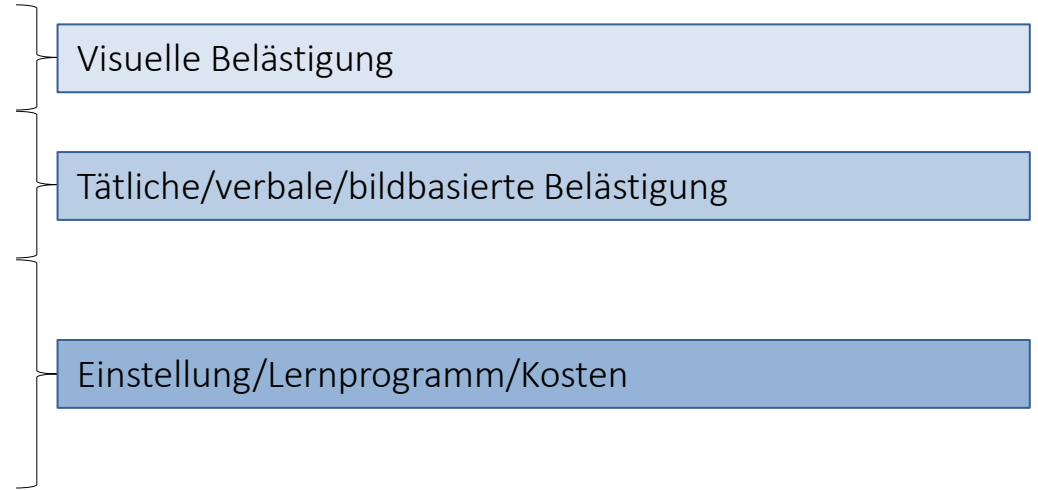 Visuelle Belästigung
Tätliche/verbale/bildbasierte Belästigung
Einstellung/Lernprogramm/Kosten